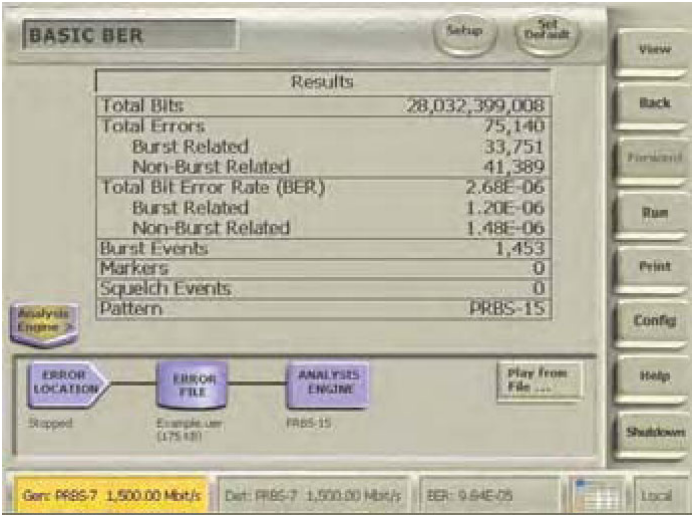 BASIC BER
Setup
Set Default
View
Results
Total Bits 28,032,399,008
Back
Total Errors 75,140
Burst Related 33,751
Non-Burst Related 41,389
Forward
Total Bit Error Rate (BER) 2.68E-06
Burst Related 1.20E-06
Run
Non-Burst Related 1.48E-06
Burst Events 1,453
Markers 0
Print
Squelch Events 0
Pattern PRBS-15
Analysis
Engine >
Config
ERROR LOCATION
ERROR FILE
ANALYSIS ENGINE
Play from File ...
Help
Stopped
Example.uer
(175 KB)
PRBS-15
Shutdown
Gen: PRBS-7 1,500.00 Mbit/s
Det: PRBS-7 1,500.00 Mbit/s
BER: 9.64E-05
Local